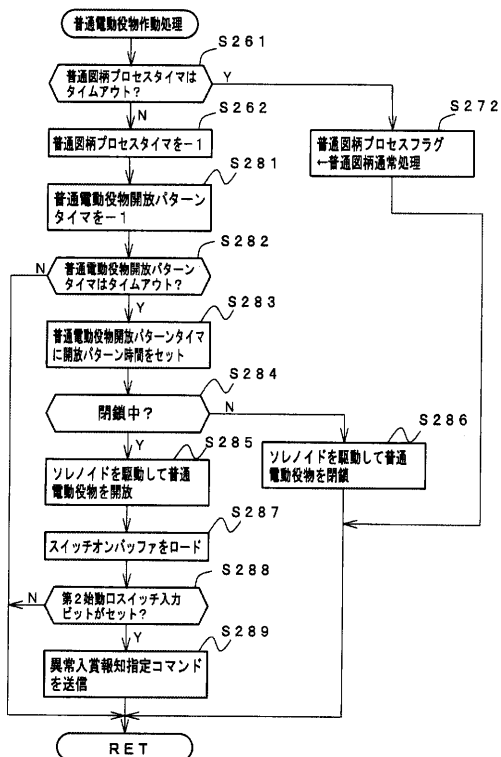 普通電動役物作動処理
S261
普通図柄プロセスタイマは
タイムアウト?
Y
N
S262
S272
普通図柄プロセスタイマを−1
普通図柄プロセスフラグ
←普通図柄通常処理
S281
普通電動役物開放パターン
タイマを−1
S282
N
普通電動役物開放パターン
タイマはタイムアウト?
Y
S283
普通電動役物開放パターンタイマ
に開放パターン時間をセット
S284
閉鎖中?
N
Y
S285
S286
ソレノイドを駆動して普通
電動役物を開放
ソレノイドを駆動して普通
電動役物を閉鎖
S287
スイッチオンバッファをロード
S288
N
第2始動口スイッチ入力
ビットがセット?
Y
S289
異常入賞報知指定コマンド
を送信
RET